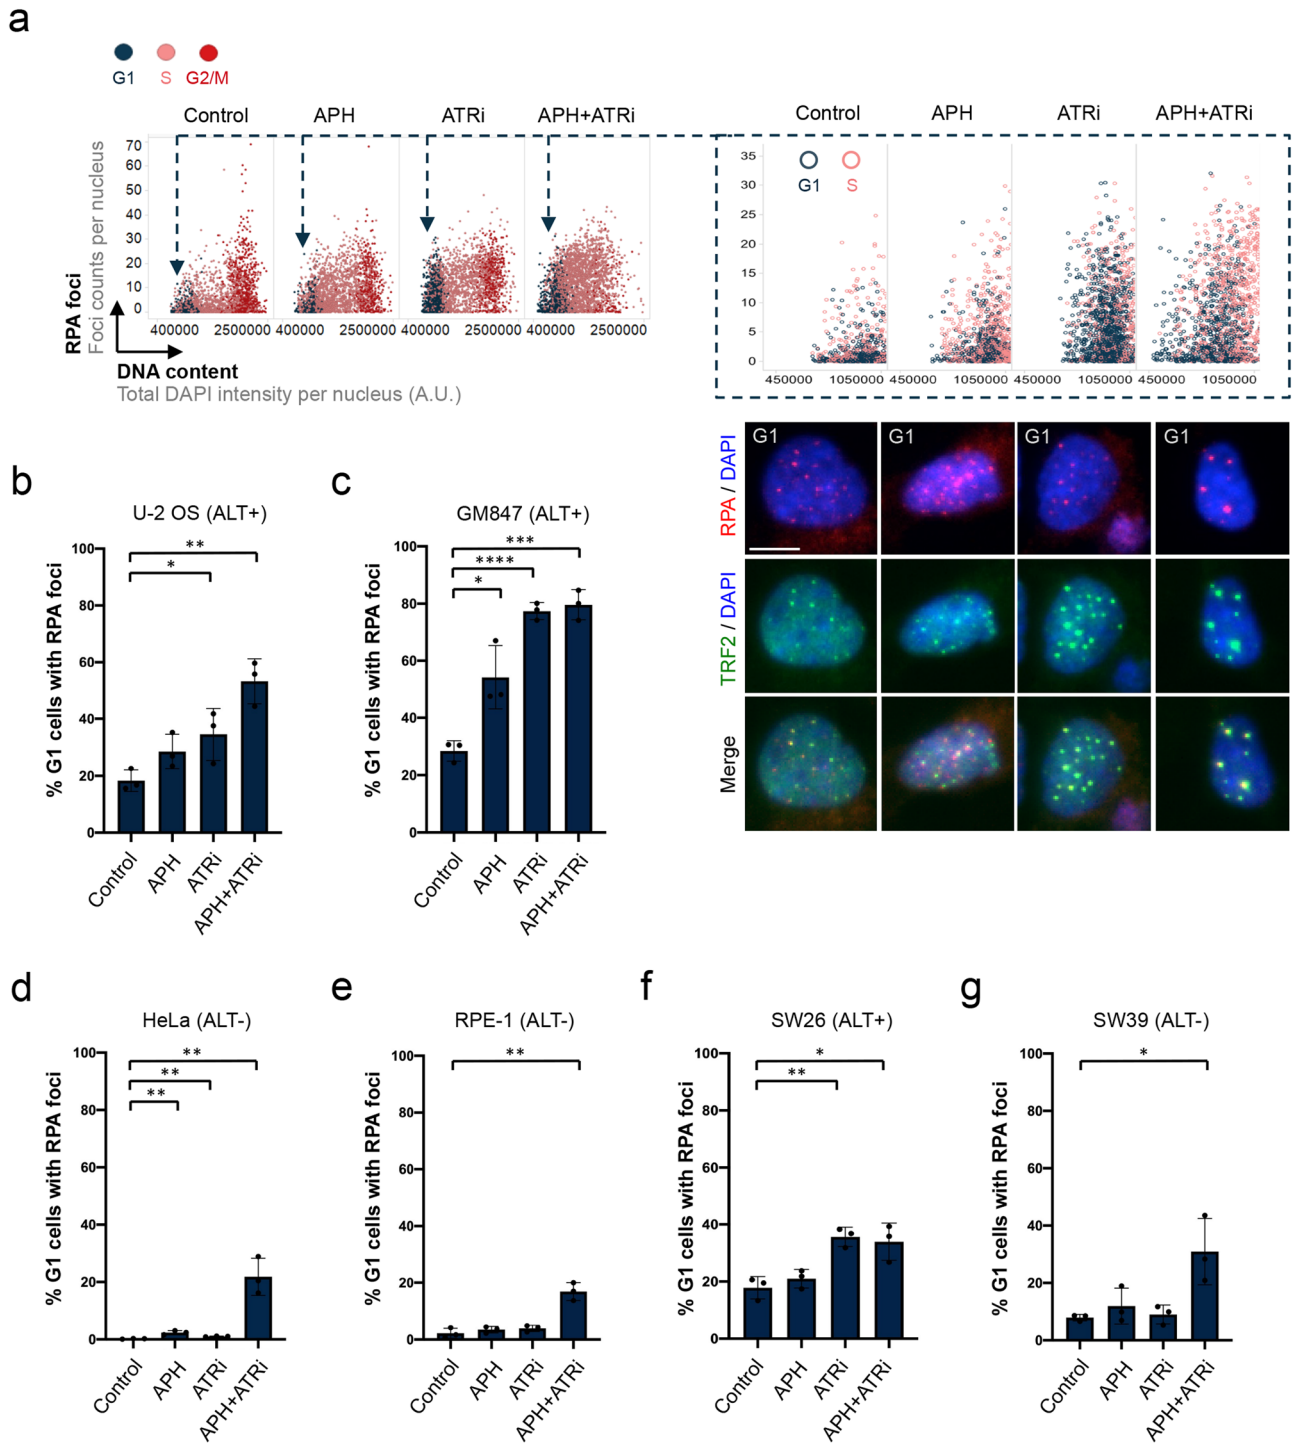 a
G1 S G2/M
Control APH ATRi APH+ATRi
RPA foci
Foci counts per nucleus
70
60
50
40
30
20
10
0
400000 2500000 400000 2500000 400000 2500000 400000 2500000
DNA content
Total DAPI intensity per nucleus (A.U.)
Control APH ATRi APH+ATRi
G1 S
35
30
25
20
15
10
5
0
450000 1050000 450000 1050000 450000 1050000 450000 1050000
RPA / DAPI
G1 G1 G1 G1
TRF2 / DAPI
Merge
b
U-2 OS (ALT+)
**
*
% G1 cells with RPA foci
100
80
60
40
20
0
Control APH ATRi APH+ATRi
c
GM847 (ALT+)
***
****
*
% G1 cells with RPA foci
100
80
60
40
20
0
Control APH ATRi APH+ATRi
d
HeLa (ALT-)
**
**
**
% G1 cells with RPA foci
100
80
60
40
20
0
Control APH ATRi APH+ATRi
e
RPE-1 (ALT-)
**
% G1 cells with RPA foci
100
80
60
40
20
0
Control APH ATRi APH+ATRi
f
SW26 (ALT+)
*
**
% G1 cells with RPA foci
100
80
60
40
20
0
Control APH ATRi APH+ATRi
g
SW39 (ALT-)
*
% G1 cells with RPA foci
100
80
60
40
20
0
Control APH ATRi APH+ATRi